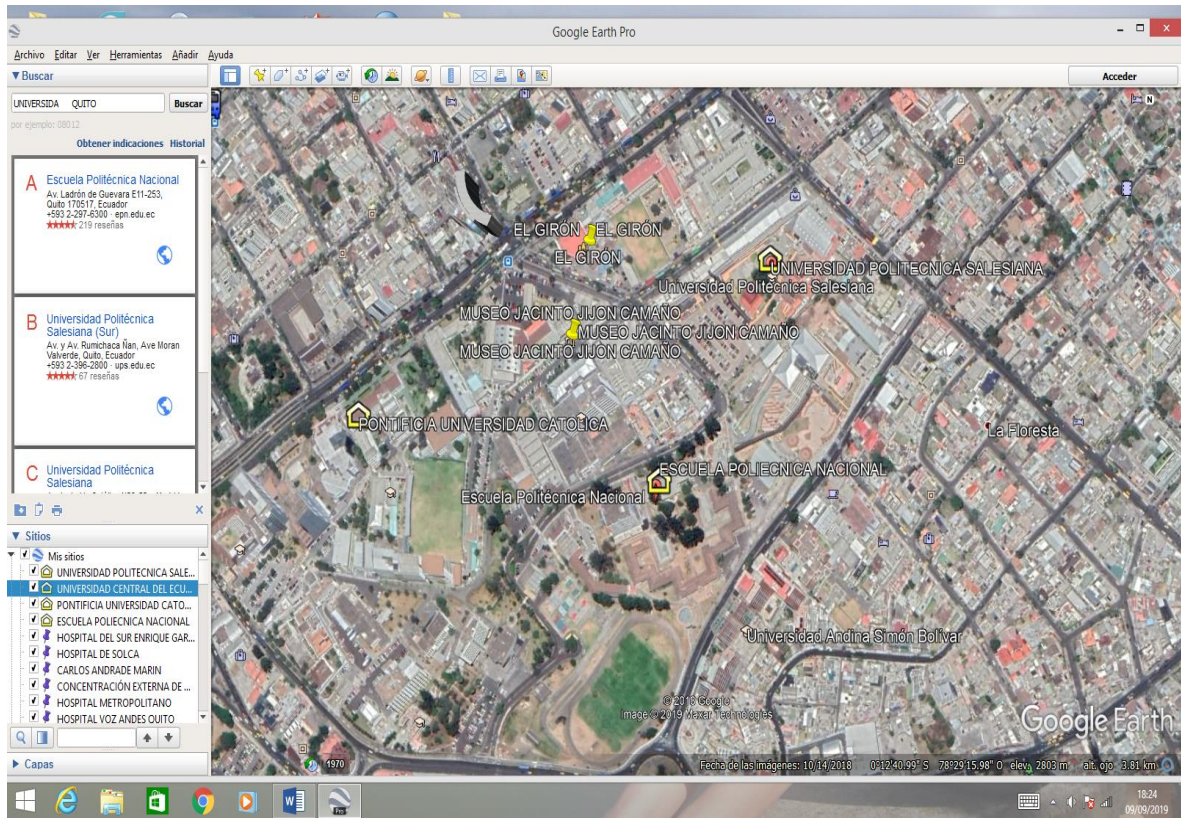 Google Earth Pro
Archivo Editar Ver Herramientas Añadir Ayuda
▼ Buscar
UNIVERSIDA QUITO
Buscar
por ejemplo: 08012
Obtener indicaciones Historial
A Escuela Politécnica Nacional
Av. Ladrón de Guevara E11-253,
Quito 170517, Ecuador
+593 2-297-6300 · epn.edu.ec
219 reseñas
B Universidad Politécnica
Salesiana (Sur)
Av. y Av. Rumichaca Ñan, Ave Moran
Valverde, Quito, Ecuador
+593 2-396-2800 · ups.edu.ec
67 reseñas
C Universidad Politécnica
Salesiana
▼ Sitios
Mis sitios
UNIVERSIDAD POLITECNICA SALE...
UNIVERSIDAD CENTRAL DEL ECU...
PONTIFICIA UNIVERSIDAD CATO...
ESCUELA POLIECNICA NACIONAL
HOSPITAL DEL SUR ENRIQUE GAR...
HOSPITAL DE SOLCA
CARLOS ANDRADE MARIN
CONCENTRACIÓN EXTERNA DE ...
HOSPITAL METROPOLITANO
HOSPITAL VOZ ANDES QUITO
▶ Capas
Acceder
N
EL GIRÓN EL GIRÓN
EL GIRÓN
UNIVERSIDAD POLITECNICA SALESIANA
Universidad Politécnica Salesiana
MUSEO JACINTO JIJON CAMAÑO
MUSEO JACINTO JIJON CAMAÑO
MUSEO JACINTO JIJON CAMAÑO
PONTIFICIA UNIVERSIDAD CATOLICA
La Floresta
ESCUELA POLIECNICA NACIONAL
Escuela Politécnica Nacional
Universidad Andina Simón Bolívar
© 2018 Google
Image © 2019 Maxar Technologies
Google Earth
1970
Fecha de las imágenes: 10/14/2018 0°12'40.99" S 78°29'15.98" O elev. 2803 m alt. ojo 3.81 km
18:24
09/09/2019